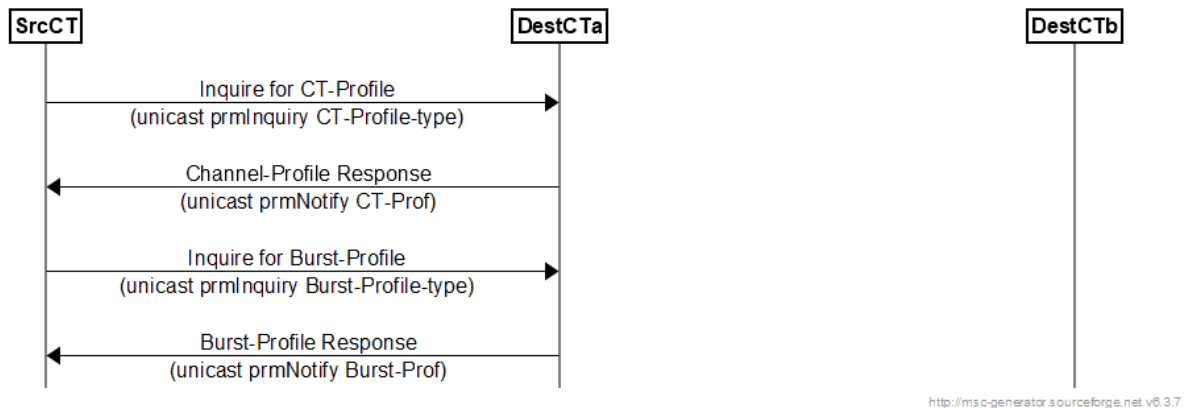 SrcCT
DestCTa
DestCTb
Inquire for CT-Profile
(unicast prmInquiry CT-Profile-type)
Channel-Profile Response
(unicast prmNotify CT-Prof)
Inquire for Burst-Profile
(unicast prmInquiry Burst-Profile-type)
Burst-Profile Response
(unicast prmNotify Burst-Prof)
http://msc-generator.sourceforge.net v6.3.7